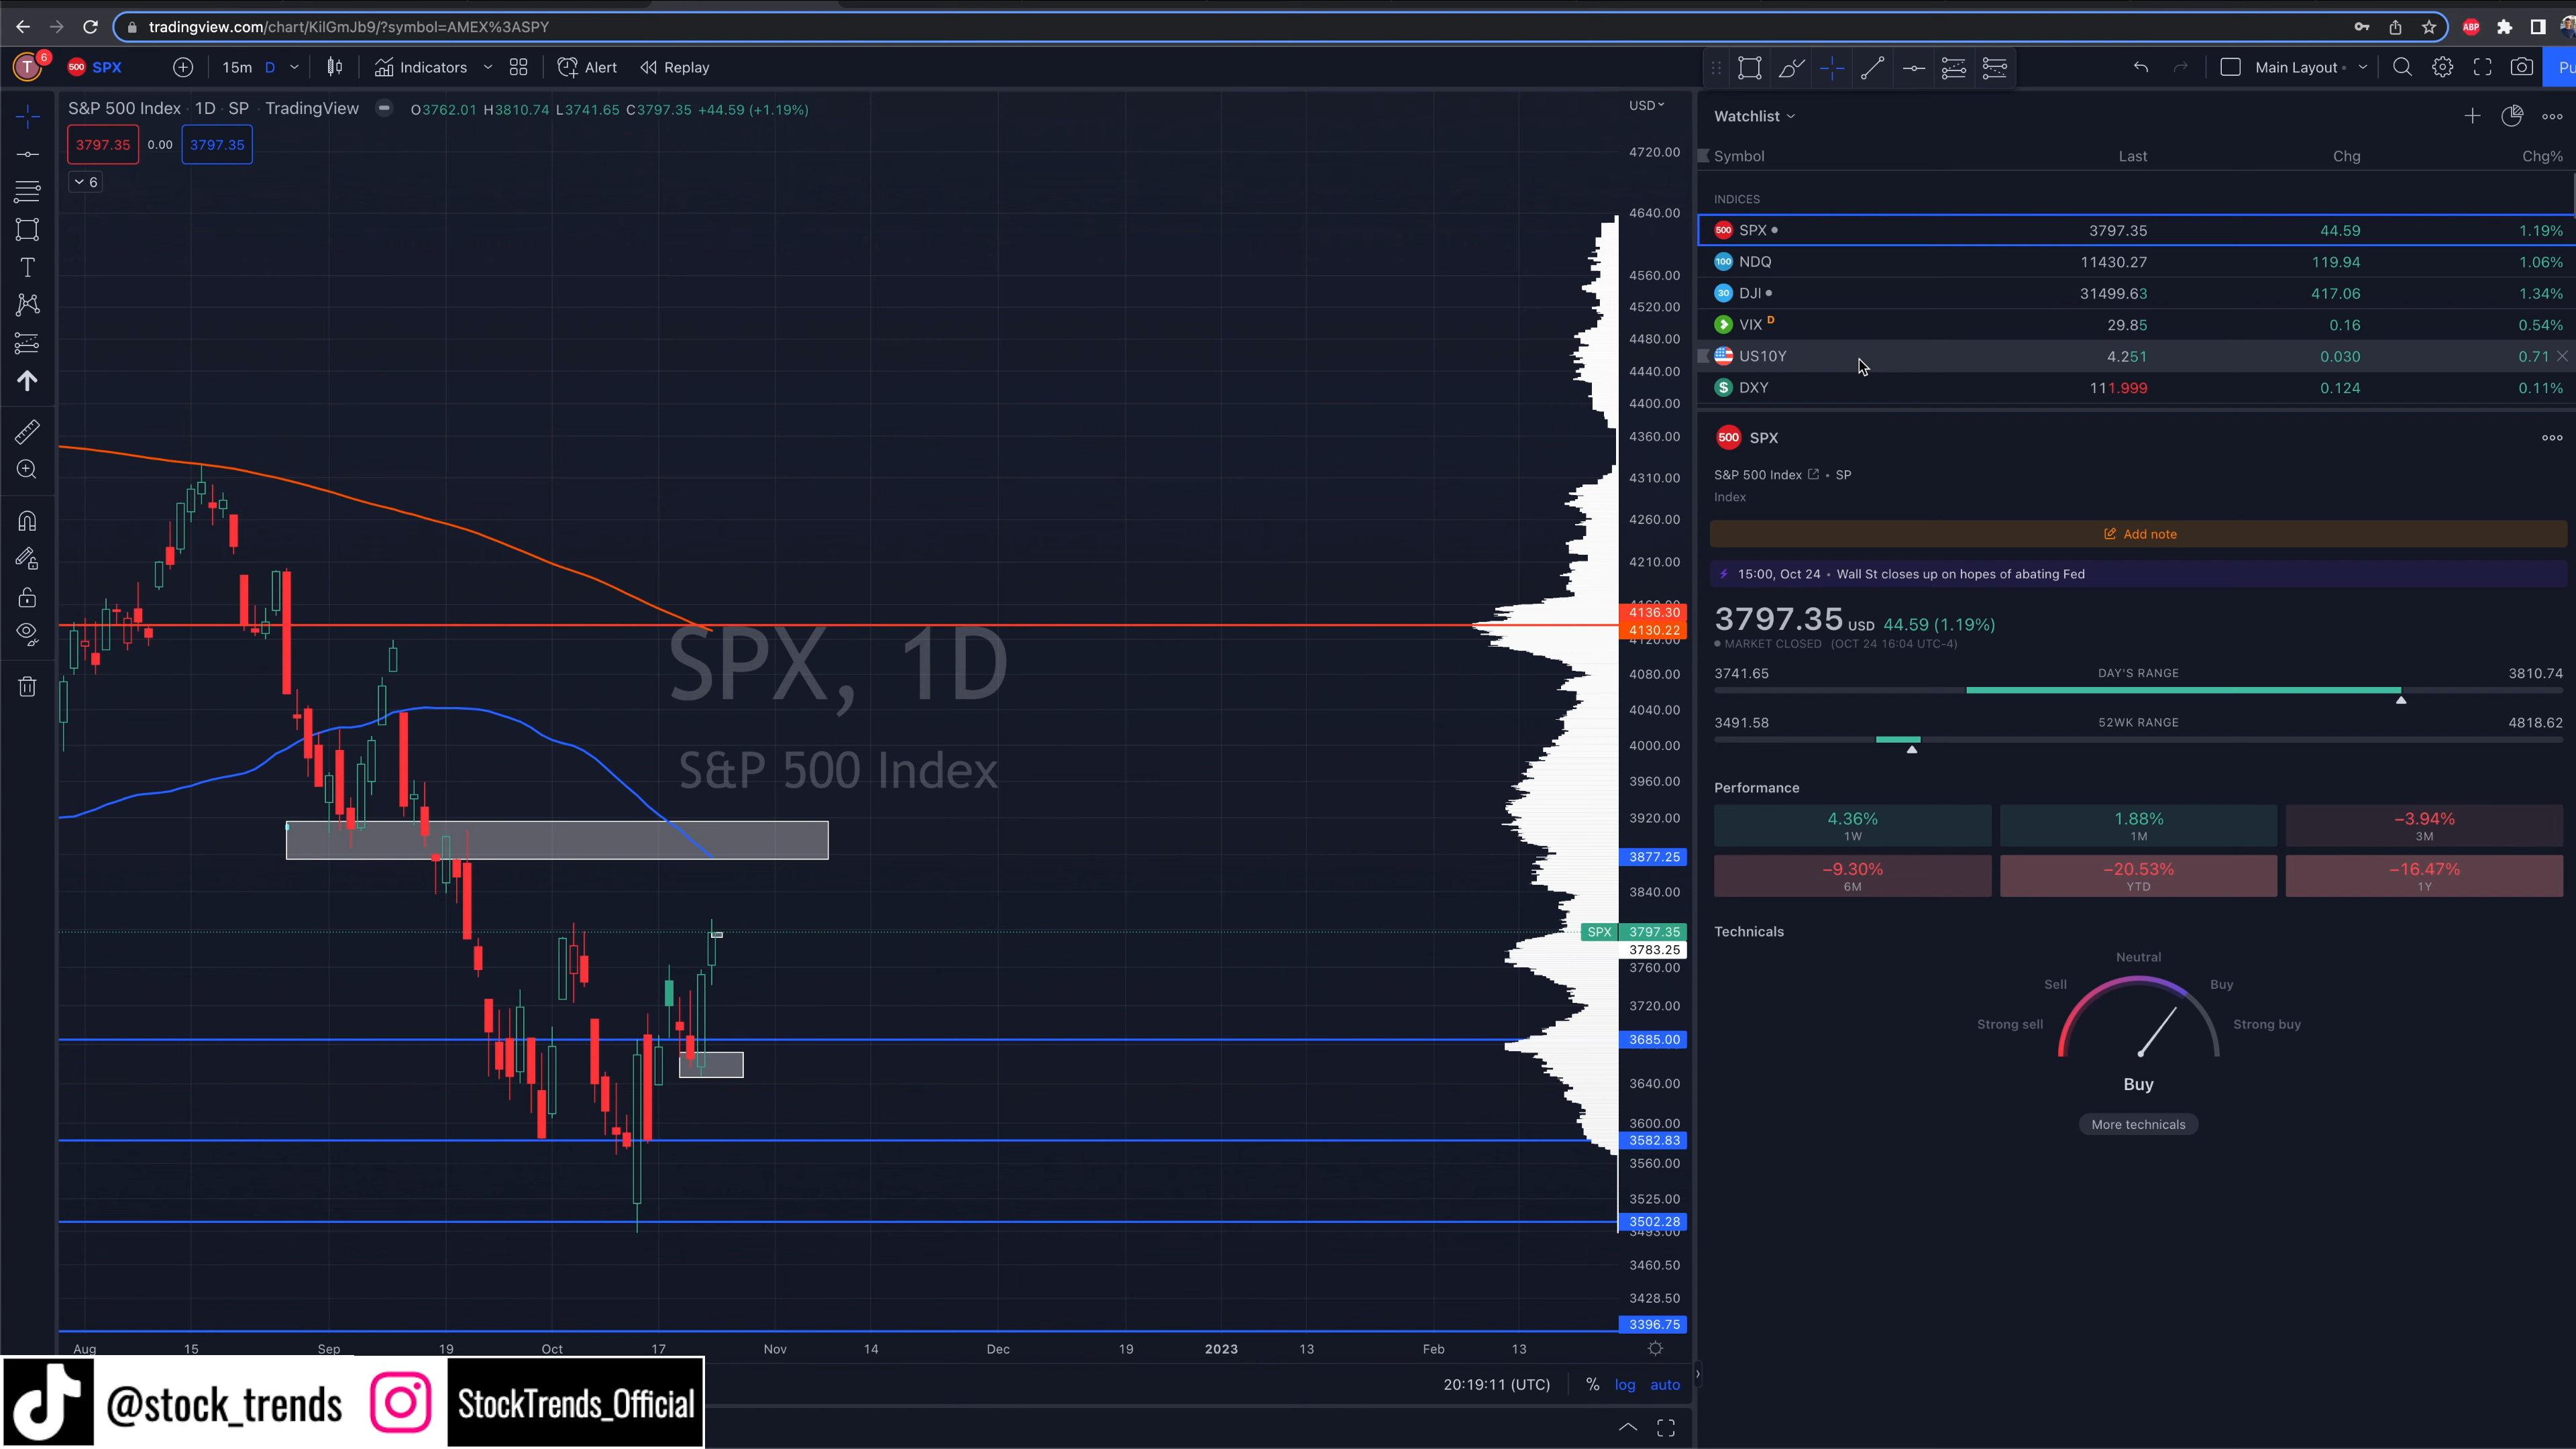 tradingview.com/chart/KilGmJb9/?symbol=AMEX%3ASPY
ABP
T 6 500 SPX 15m D Indicators Alert Replay Main Layout
S&P 500 Index · 1D · SP · TradingView O3762.01 H3810.74 L3741.65 C3797.35 +44.59 (+1.19%)
3797.35 0.00 3797.35
6
USD
4720.00
4640.00
4560.00
4520.00
4480.00
4440.00
4400.00
4360.00
4310.00
4260.00
4210.00
4136.30
4130.22
4120.00
4080.00
4040.00
4000.00
3960.00
3920.00
3877.25
3840.00
SPX 3797.35
3783.25
3760.00
3720.00
3685.00
3640.00
3600.00
3582.83
3560.00
3525.00
3502.28
3493.00
3460.50
3428.50
3396.75
SPX, 1D
S&P 500 Index
Aug 15 Sep 19 Oct 17 Nov 14 Dec 19 2023 13 Feb 13
20:19:11 (UTC) % log auto
@stock_trends StockTrends_Official
Watchlist
Symbol Last Chg Chg%
INDICES
500 SPX 3797.35 44.59 1.19%
100 NDQ 11430.27 119.94 1.06%
30 DJI 31499.63 417.06 1.34%
VIX D 29.85 0.16 0.54%
US10Y 4.251 0.030 0.71
$ DXY 111.999 0.124 0.11%
500 SPX
S&P 500 Index • SP
Index
Add note
15:00, Oct 24 • Wall St closes up on hopes of abating Fed
3797.35 USD 44.59 (1.19%)
MARKET CLOSED (OCT 24 16:04 UTC-4)
3741.65 DAY'S RANGE 3810.74
3491.58 52WK RANGE 4818.62
Performance
4.36% 1.88% −3.94%
1W 1M 3M
−9.30% −20.53% −16.47%
6M YTD 1Y
Technicals
Neutral
Sell Buy
Strong sell Strong buy
Buy
More technicals